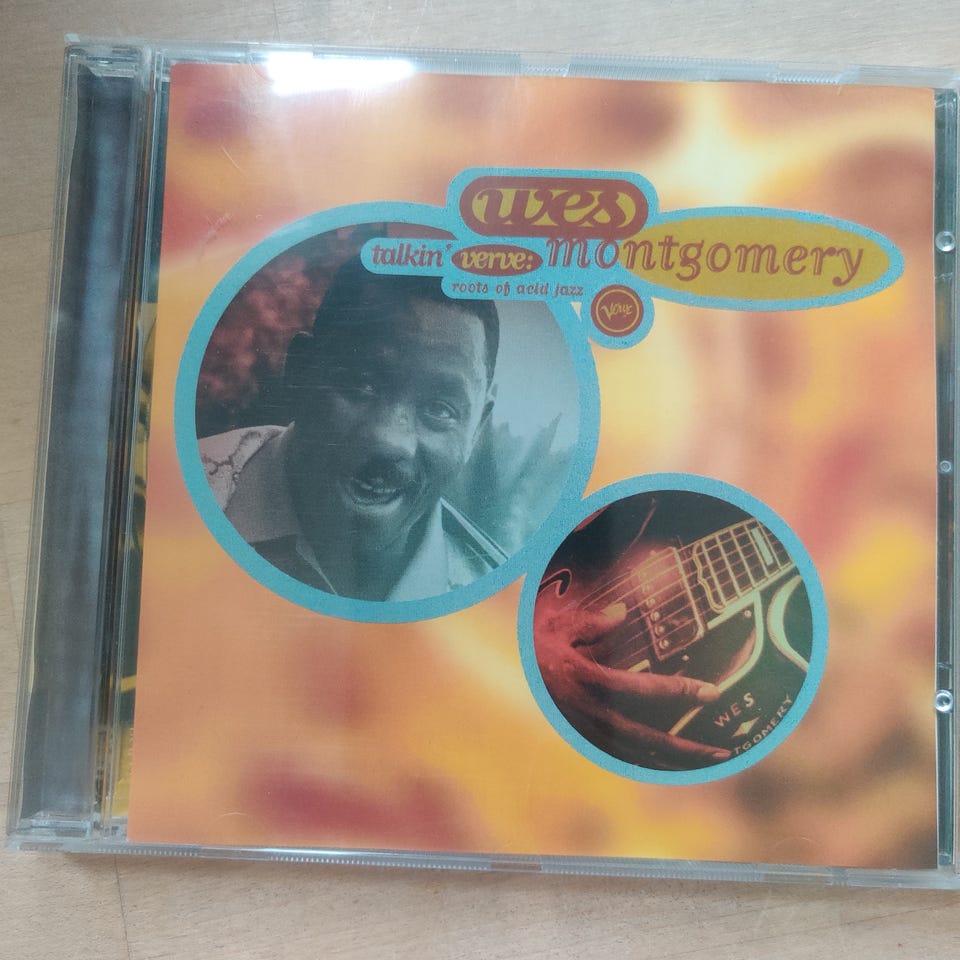 wes
montgomery
talkin' verve:
roots of acid jazz
Verve
WES
TGOMERY